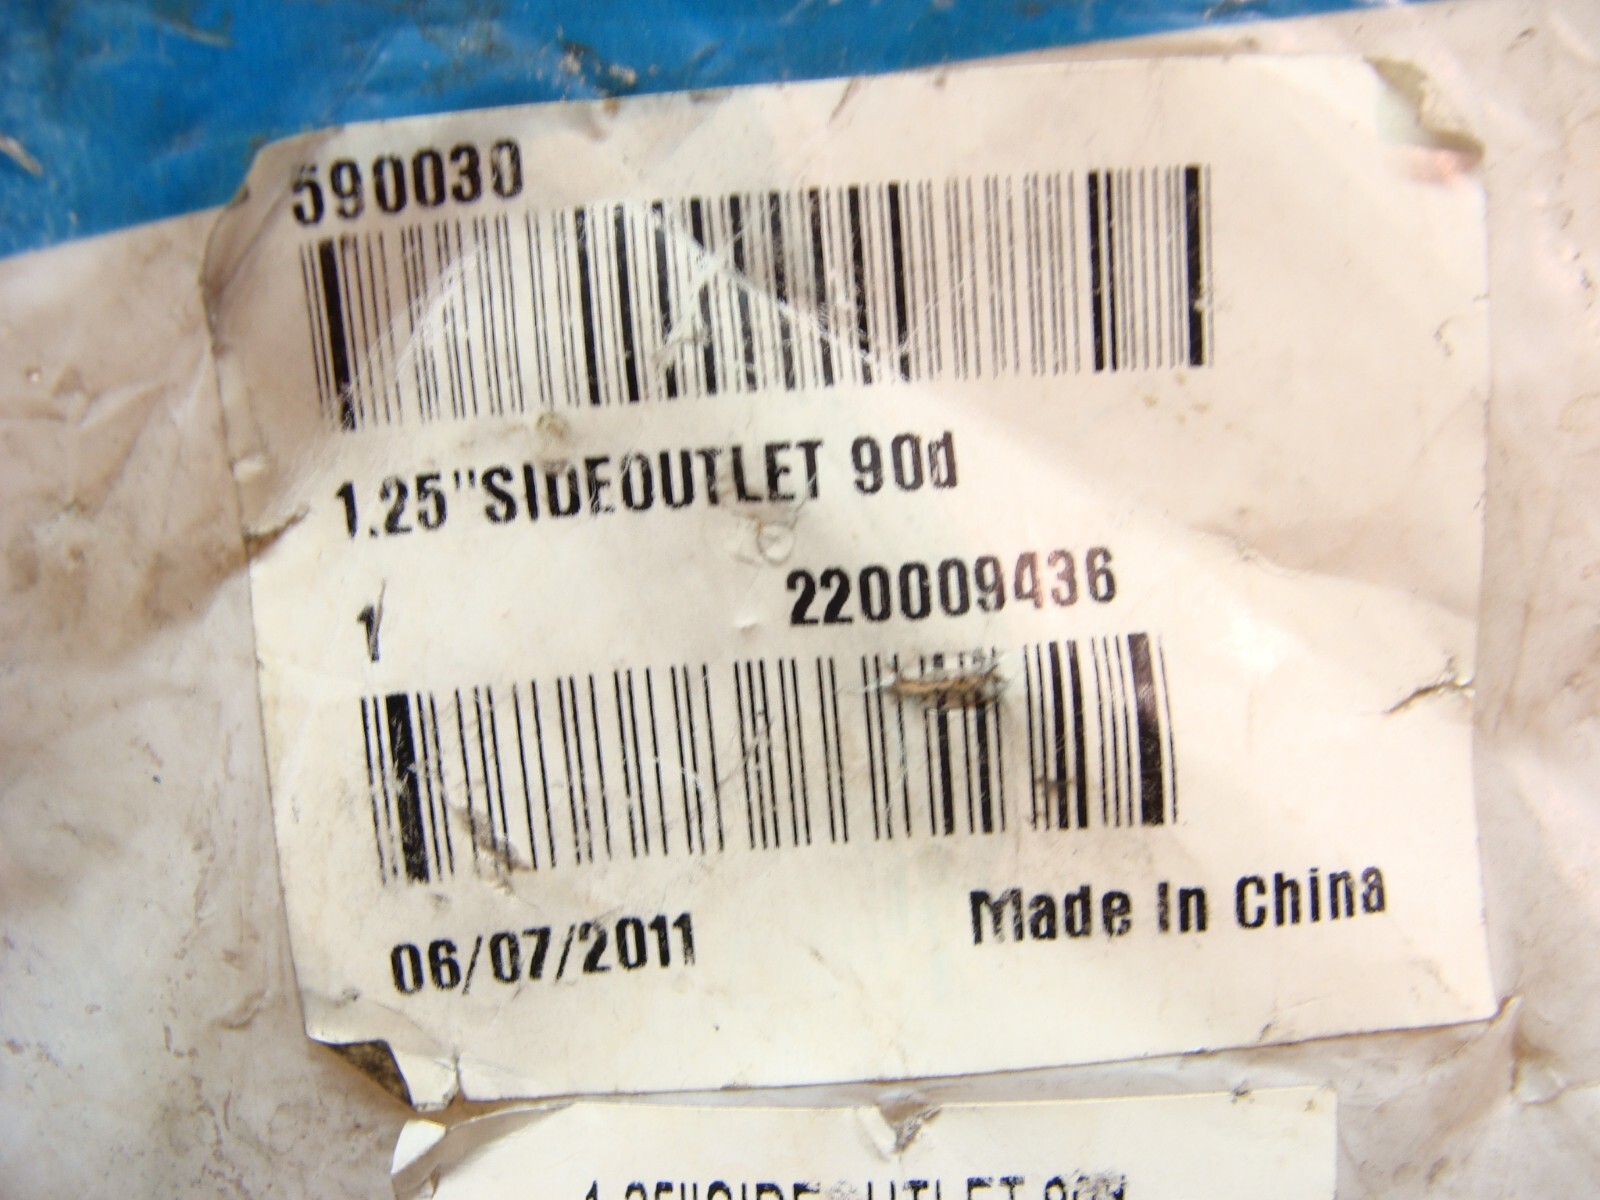 590030
1.25"SIDEOUTLET 90d
1 220009436
06/07/2011 Made In China